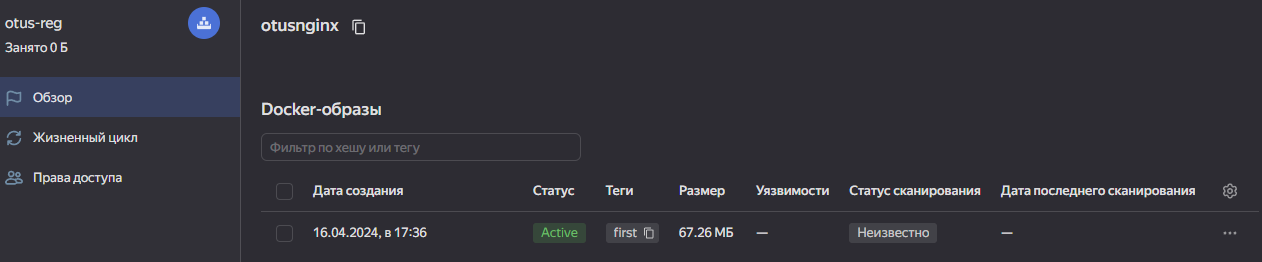 otus-reg
Занято 0 Б
Обзор
Жизненный цикл
Права доступа
otusnginx
Docker-образы
Фильтр по хешу или тегу
Дата создания Статус Теги Размер Уязвимости Статус сканирования Дата последнего сканирования
16.04.2024, в 17:36 Active first 67.26 МБ — Неизвестно —